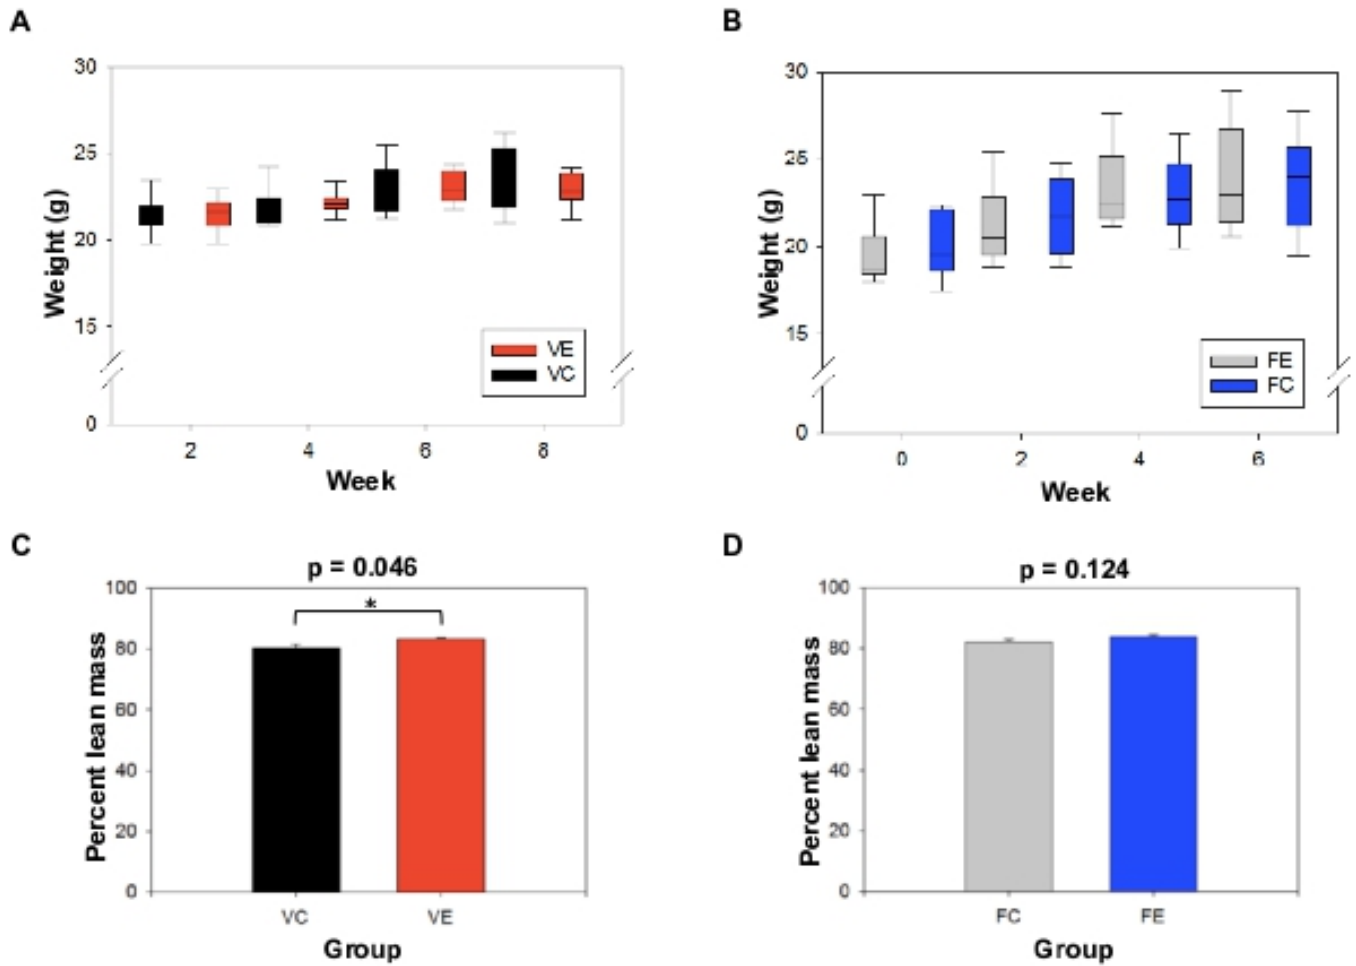 A
30
25
20
15
0
Weight (g)
VE
VC
2 4 6 8
Week
B
30
25
20
15
0
Weight (g)
FE
FC
0 2 4 6
Week
C
p = 0.046
*
100
80
60
40
20
0
Percent lean mass
VC VE
Group
D
p = 0.124
100
80
60
40
20
0
Percent lean mass
FC FE
Group